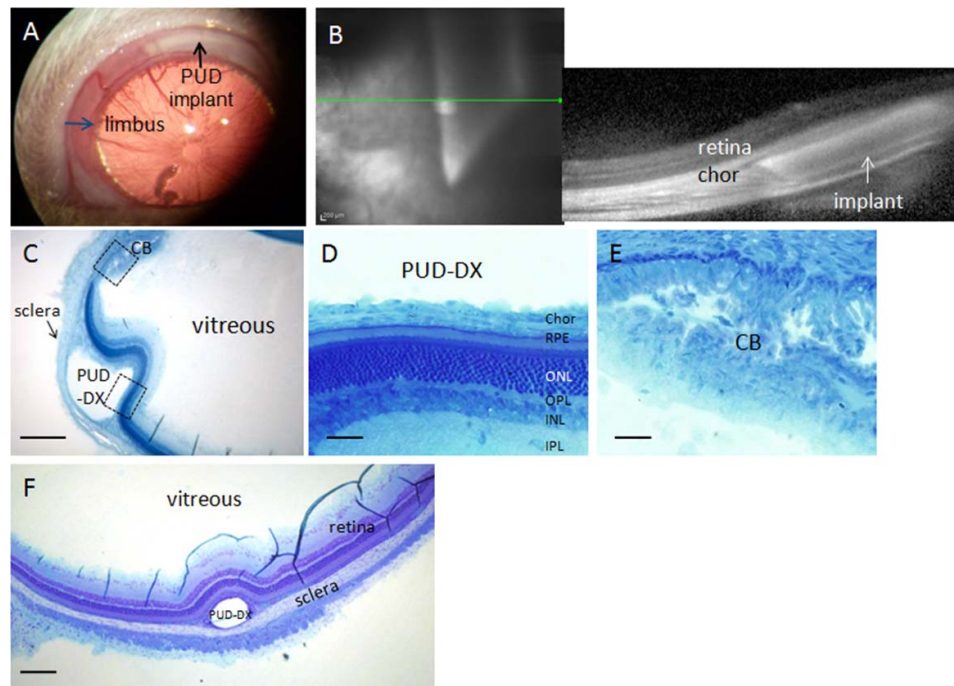 A
PUD
implant
limbus
B
200 µm
retina
chor
implant
C
CB
sclera
vitreous
PUD
-DX
D
PUD-DX
Chor
RPE
ONL
OPL
INL
IPL
E
CB
F
vitreous
retina
sclera
PUD-DX